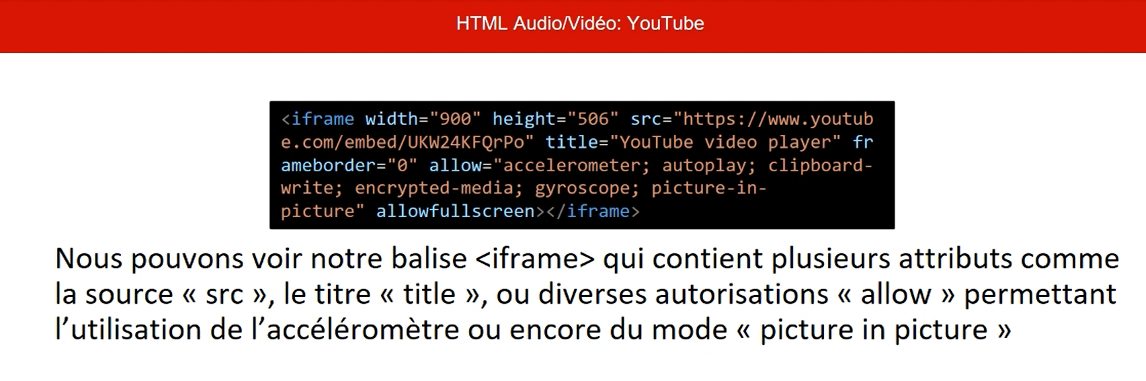 HTML Audio/Vidéo: YouTube
<iframe width="900" height="506" src="https://www.youtub
e.com/embed/UKW24KFQrPo" title="YouTube video player" fr
ameborder="0" allow="accelerometer; autoplay; clipboard-
write; encrypted-media; gyroscope; picture-in-
picture" allowfullscreen></iframe>
Nous pouvons voir notre balise <iframe> qui contient plusieurs attributs comme
la source « src », le titre « title », ou diverses autorisations « allow » permettant
l’utilisation de l’accéléromètre ou encore du mode « picture in picture »